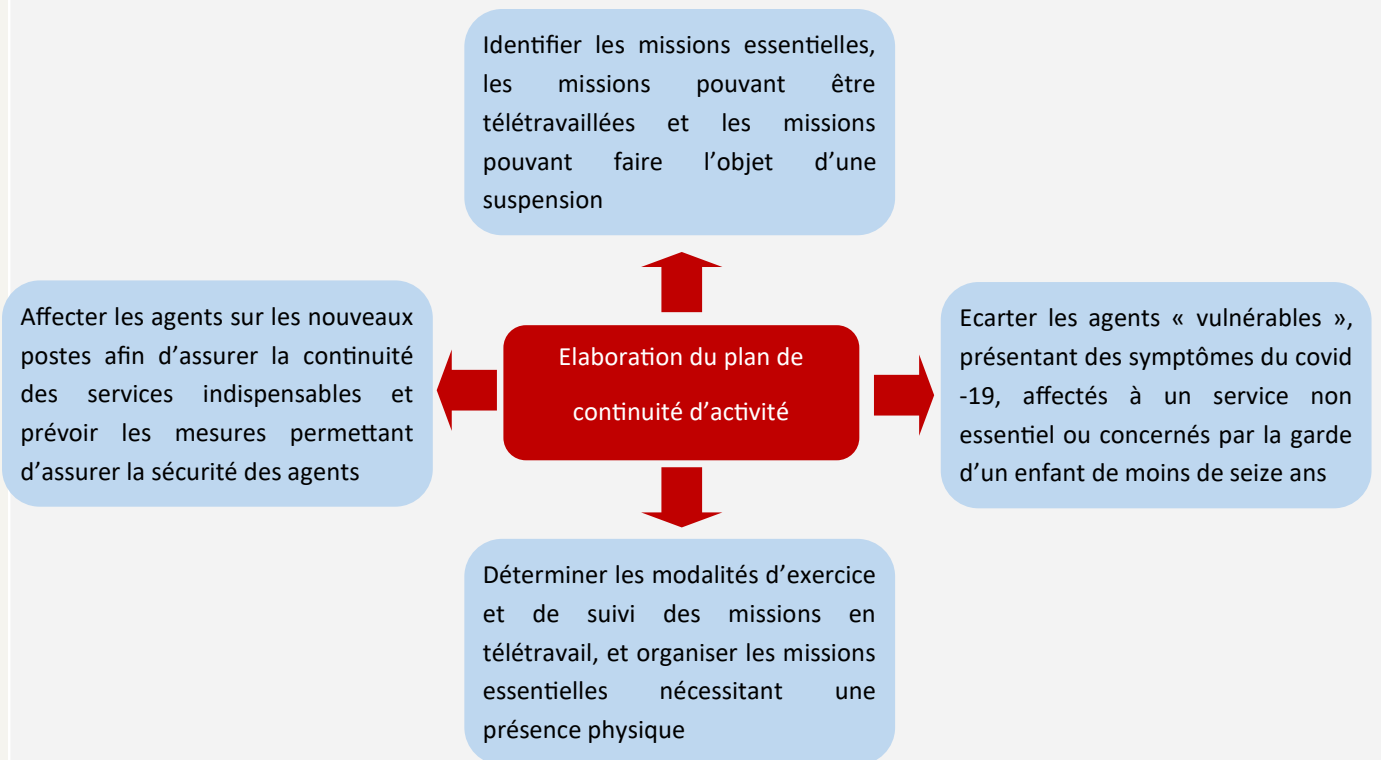 Identifier les missions essentielles,
les missions pouvant être
télétravaillées et les missions
pouvant faire l’objet d’une
suspension
Affecter les agents sur les nouveaux
postes afin d’assurer la continuité
des services indispensables et
prévoir les mesures permettant
d’assurer la sécurité des agents
Elaboration du plan de
continuité d’activité
Ecarter les agents « vulnérables »,
présentant des symptômes du covid
-19, affectés à un service non
essentiel ou concernés par la garde
d’un enfant de moins de seize ans
Déterminer les modalités d’exercice
et de suivi des missions en
télétravail, et organiser les missions
essentielles nécessitant une
présence physique